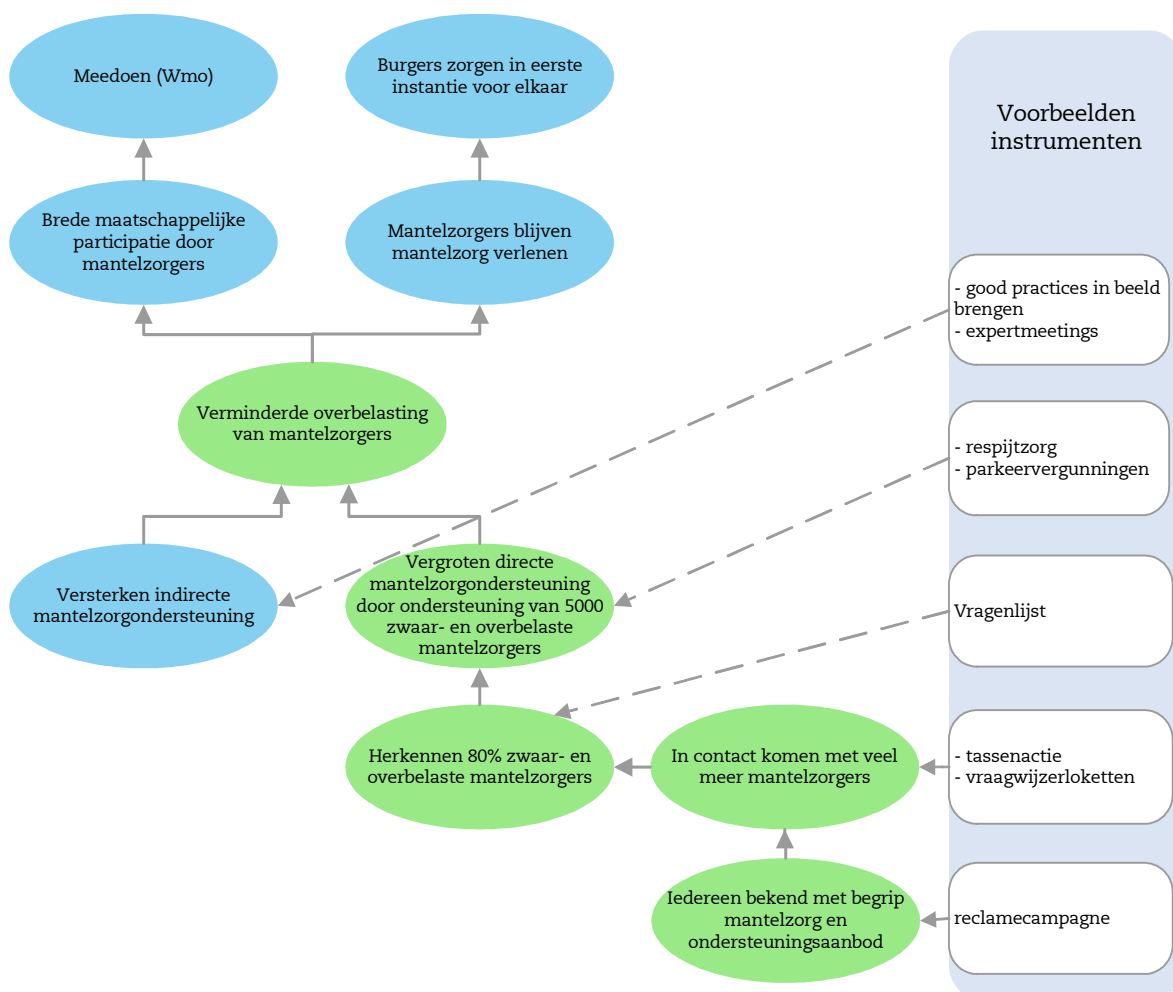 Meedoen (Wmo)
Burgers zorgen in eerste
instantie voor elkaar
Voorbeelden
instrumenten
Brede maatschappelijke
participatie door
mantelzorgers
Mantelzorgers blijven
mantelzorg verlenen
- good practices in beeld
brengen
- expertmeetings
Verminderde overbelasting
van mantelzorgers
- respijtzorg
- parkeervergunningen
Versterken indirecte
mantelzorgondersteuning
Vergroten directe
mantelzorgondersteuning
door ondersteuning van 5000
zwaar- en overbelaste
mantelzorgers
Vragenlijst
Herkennen 80% zwaar- en
overbelaste mantelzorgers
In contact komen met veel
meer mantelzorgers
- tassenactie
- vraagwijzerloketten
Iedereen bekend met begrip
mantelzorg en
ondersteuningsaanbod
reclamecampagne